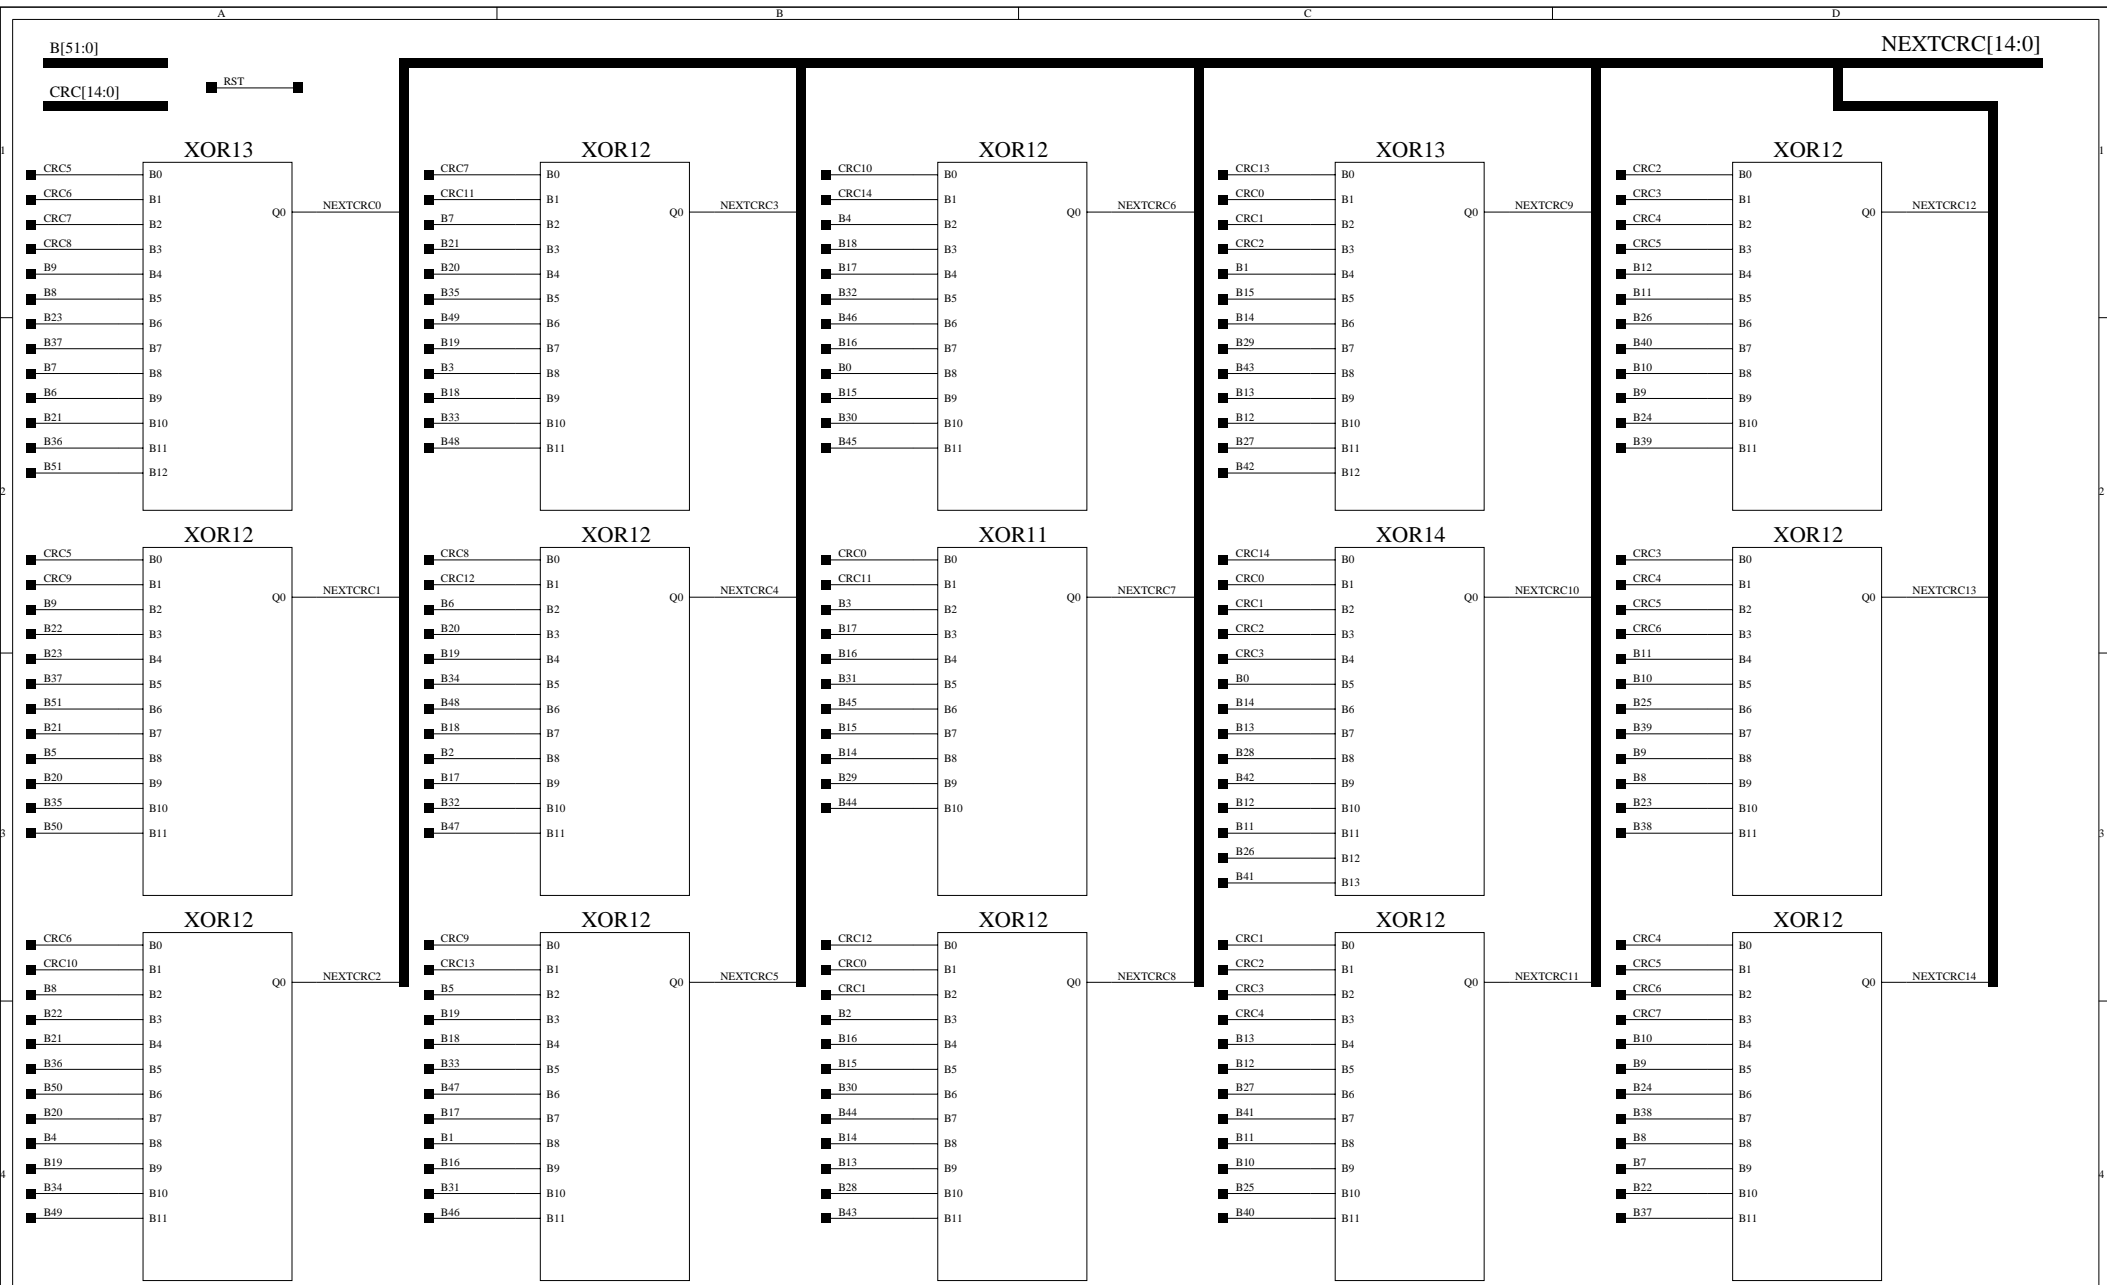 A B C D
B[51:0]
NEXTCRC[14:0]
RST
CRC[14:0]
1
1
2
2
3
3
4
4
XOR13
CRC5 B0
CRC6 B1
Q0 NEXTCRC0
CRC7 B2
CRC8 B3
B9 B4
B8 B5
B23 B6
B37 B7
B7 B8
B6 B9
B21 B10
B36 B11
B51 B12
XOR12
CRC5 B0
CRC9 B1
Q0 NEXTCRC1
B9 B2
B22 B3
B23 B4
B37 B5
B51 B6
B21 B7
B5 B8
B20 B9
B35 B10
B50 B11
XOR12
CRC6 B0
CRC10 B1
Q0 NEXTCRC2
B8 B2
B22 B3
B21 B4
B36 B5
B50 B6
B20 B7
B4 B8
B19 B9
B34 B10
B49 B11
XOR12
CRC7 B0
CRC11 B1
Q0 NEXTCRC3
B7 B2
B21 B3
B20 B4
B35 B5
B49 B6
B19 B7
B3 B8
B18 B9
B33 B10
B48 B11
XOR12
CRC8 B0
CRC12 B1
Q0 NEXTCRC4
B6 B2
B20 B3
B19 B4
B34 B5
B48 B6
B18 B7
B2 B8
B17 B9
B32 B10
B47 B11
XOR12
CRC9 B0
CRC13 B1
Q0 NEXTCRC5
B5 B2
B19 B3
B18 B4
B33 B5
B47 B6
B17 B7
B1 B8
B16 B9
B31 B10
B46 B11
XOR12
CRC10 B0
CRC14 B1
Q0 NEXTCRC6
B4 B2
B18 B3
B17 B4
B32 B5
B46 B6
B16 B7
B0 B8
B15 B9
B30 B10
B45 B11
XOR11
CRC0 B0
CRC11 B1
Q0 NEXTCRC7
B3 B2
B17 B3
B16 B4
B31 B5
B45 B6
B15 B7
B14 B8
B29 B9
B44 B10
XOR12
CRC12 B0
CRC0 B1
Q0 NEXTCRC8
CRC1 B2
B2 B3
B16 B4
B15 B5
B30 B6
B44 B7
B14 B8
B13 B9
B28 B10
B43 B11
XOR13
CRC13 B0
CRC0 B1
Q0 NEXTCRC9
CRC1 B2
CRC2 B3
B1 B4
B15 B5
B14 B6
B29 B7
B43 B8
B13 B9
B12 B10
B27 B11
B42 B12
XOR14
CRC14 B0
CRC0 B1
Q0 NEXTCRC10
CRC1 B2
CRC2 B3
CRC3 B4
B0 B5
B14 B6
B13 B7
B28 B8
B42 B9
B12 B10
B11 B11
B26 B12
B41 B13
XOR12
CRC1 B0
CRC2 B1
Q0 NEXTCRC11
CRC3 B2
CRC4 B3
B13 B4
B12 B5
B27 B6
B41 B7
B11 B8
B10 B9
B25 B10
B40 B11
XOR12
CRC2 B0
CRC3 B1
Q0 NEXTCRC12
CRC4 B2
CRC5 B3
B12 B4
B11 B5
B26 B6
B40 B7
B10 B8
B9 B9
B24 B10
B39 B11
XOR12
CRC3 B0
CRC4 B1
Q0 NEXTCRC13
CRC5 B2
CRC6 B3
B11 B4
B10 B5
B25 B6
B39 B7
B9 B8
B8 B9
B23 B10
B38 B11
XOR12
CRC4 B0
CRC5 B1
Q0 NEXTCRC14
CRC6 B2
CRC7 B3
B10 B4
B9 B5
B24 B6
B38 B7
B8 B8
B7 B9
B22 B10
B37 B11